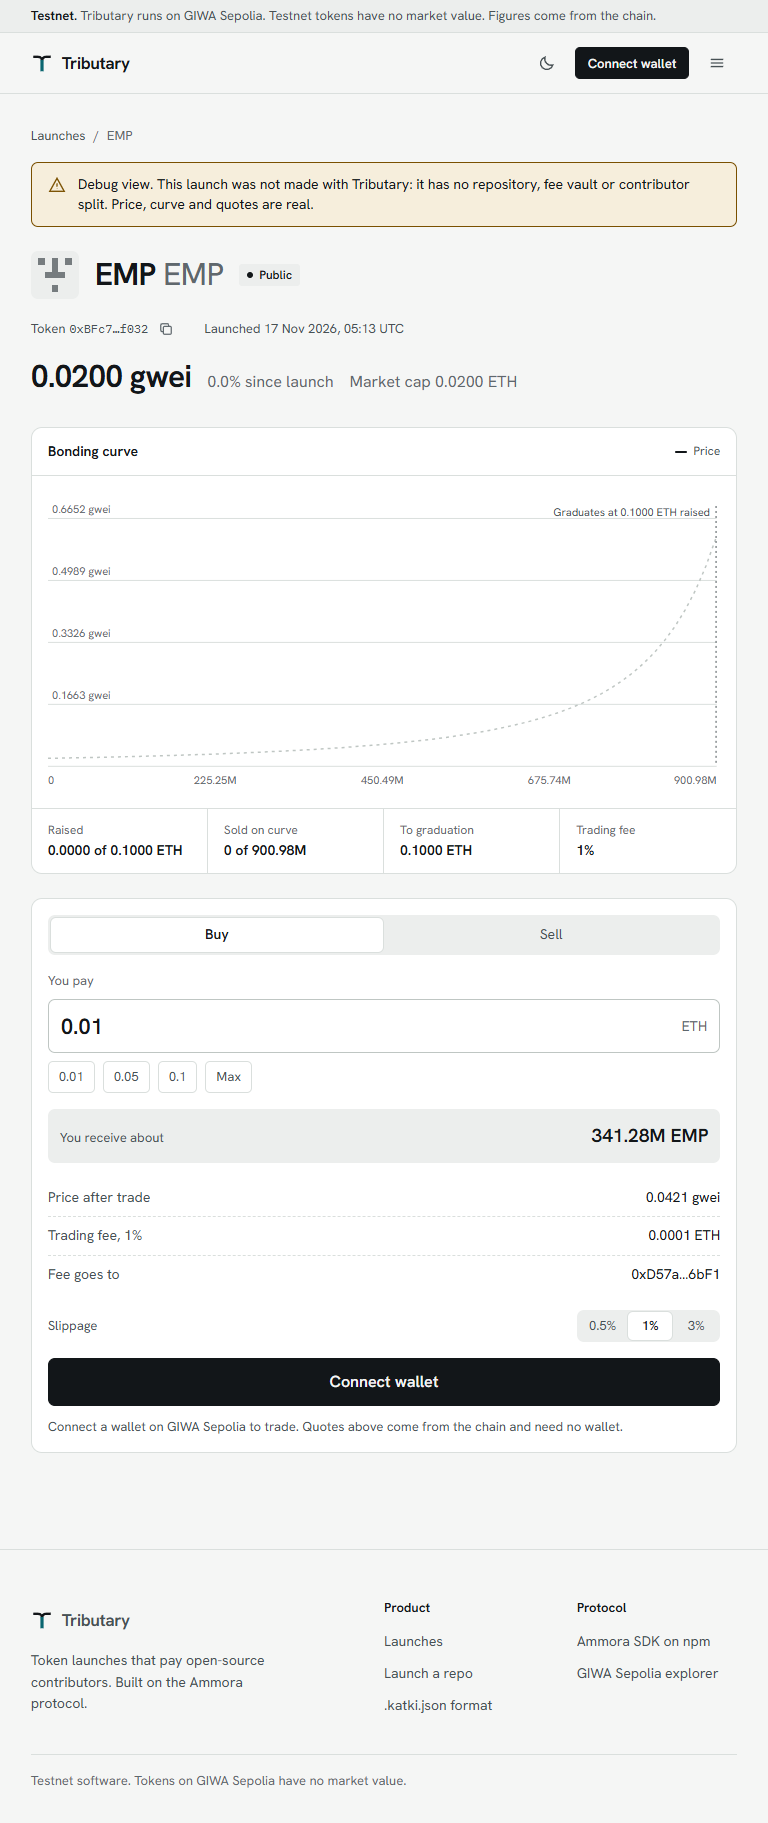 Testnet. Tributary runs on GIWA Sepolia. Testnet tokens have no market value. Figures come from the chain.
Tributary
Connect wallet
Launches / EMP
Debug view. This launch was not made with Tributary: it has no repository, fee vault or contributor
split. Price, curve and quotes are real.
EMP EMP
Public
Token 0xBFc7…f032
Launched 17 Nov 2026, 05:13 UTC
0.0200 gwei
0.0% since launch
Market cap 0.0200 ETH
Bonding curve
Price
0.6652 gwei
Graduates at 0.1000 ETH raised
0.4989 gwei
0.3326 gwei
0.1663 gwei
0
225.25M
450.49M
675.74M
900.98M
Raised
0.0000 of 0.1000 ETH
Sold on curve
0 of 900.98M
To graduation
0.1000 ETH
Trading fee
1%
Buy
Sell
You pay
0.01
ETH
0.01
0.05
0.1
Max
You receive about
341.28M EMP
Price after trade
0.0421 gwei
Trading fee, 1%
0.0001 ETH
Fee goes to
0xD57a…6bF1
Slippage
0.5%
1%
3%
Connect wallet
Connect a wallet on GIWA Sepolia to trade. Quotes above come from the chain and need no wallet.
Tributary
Token launches that pay open-source
contributors. Built on the Ammora
protocol.
Product
Launches
Launch a repo
.katki.json format
Protocol
Ammora SDK on npm
GIWA Sepolia explorer
Testnet software. Tokens on GIWA Sepolia have no market value.